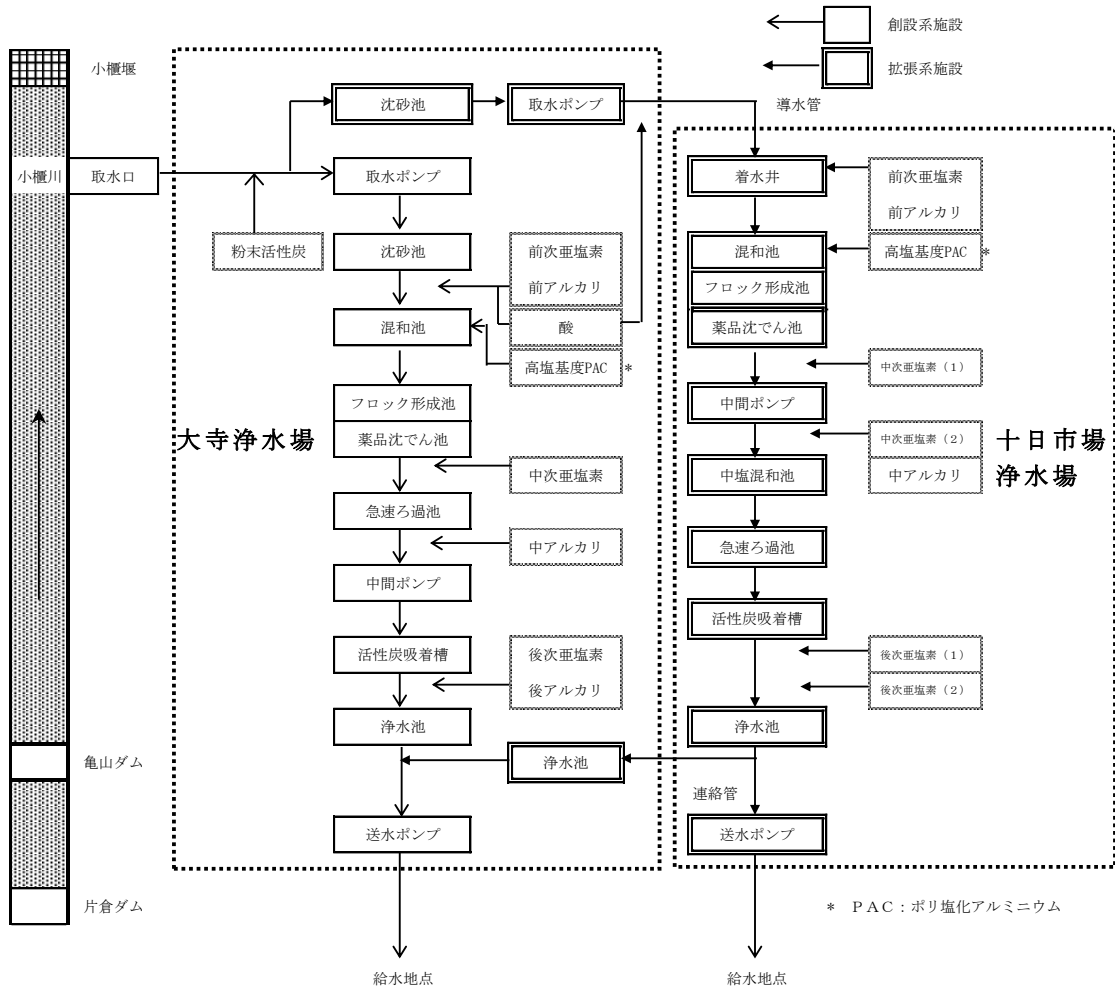 創設系施設
拡張系施設
小櫃堰
小櫃川
取水口
亀山ダム
片倉ダム
大寺浄水場
沈砂池
取水ポンプ
導水管
取水ポンプ
粉末活性炭
沈砂池
前次亜塩素
前アルカリ
酸
混和池
高塩基度PAC *
フロック形成池
薬品沈でん池
中次亜塩素
急速ろ過池
中アルカリ
中間ポンプ
活性炭吸着槽
後次亜塩素
後アルカリ
浄水池
浄水池
送水ポンプ
給水地点
十日市場
浄水場
着水井
前次亜塩素
前アルカリ
混和池
高塩基度PAC *
フロック形成池
薬品沈でん池
中次亜塩素(1)
中間ポンプ
中次亜塩素(2)
中アルカリ
中塩混和池
急速ろ過池
活性炭吸着槽
後次亜塩素(1)
後次亜塩素(2)
浄水池
連絡管
送水ポンプ
給水地点
* PAC:ポリ塩化アルミニウム